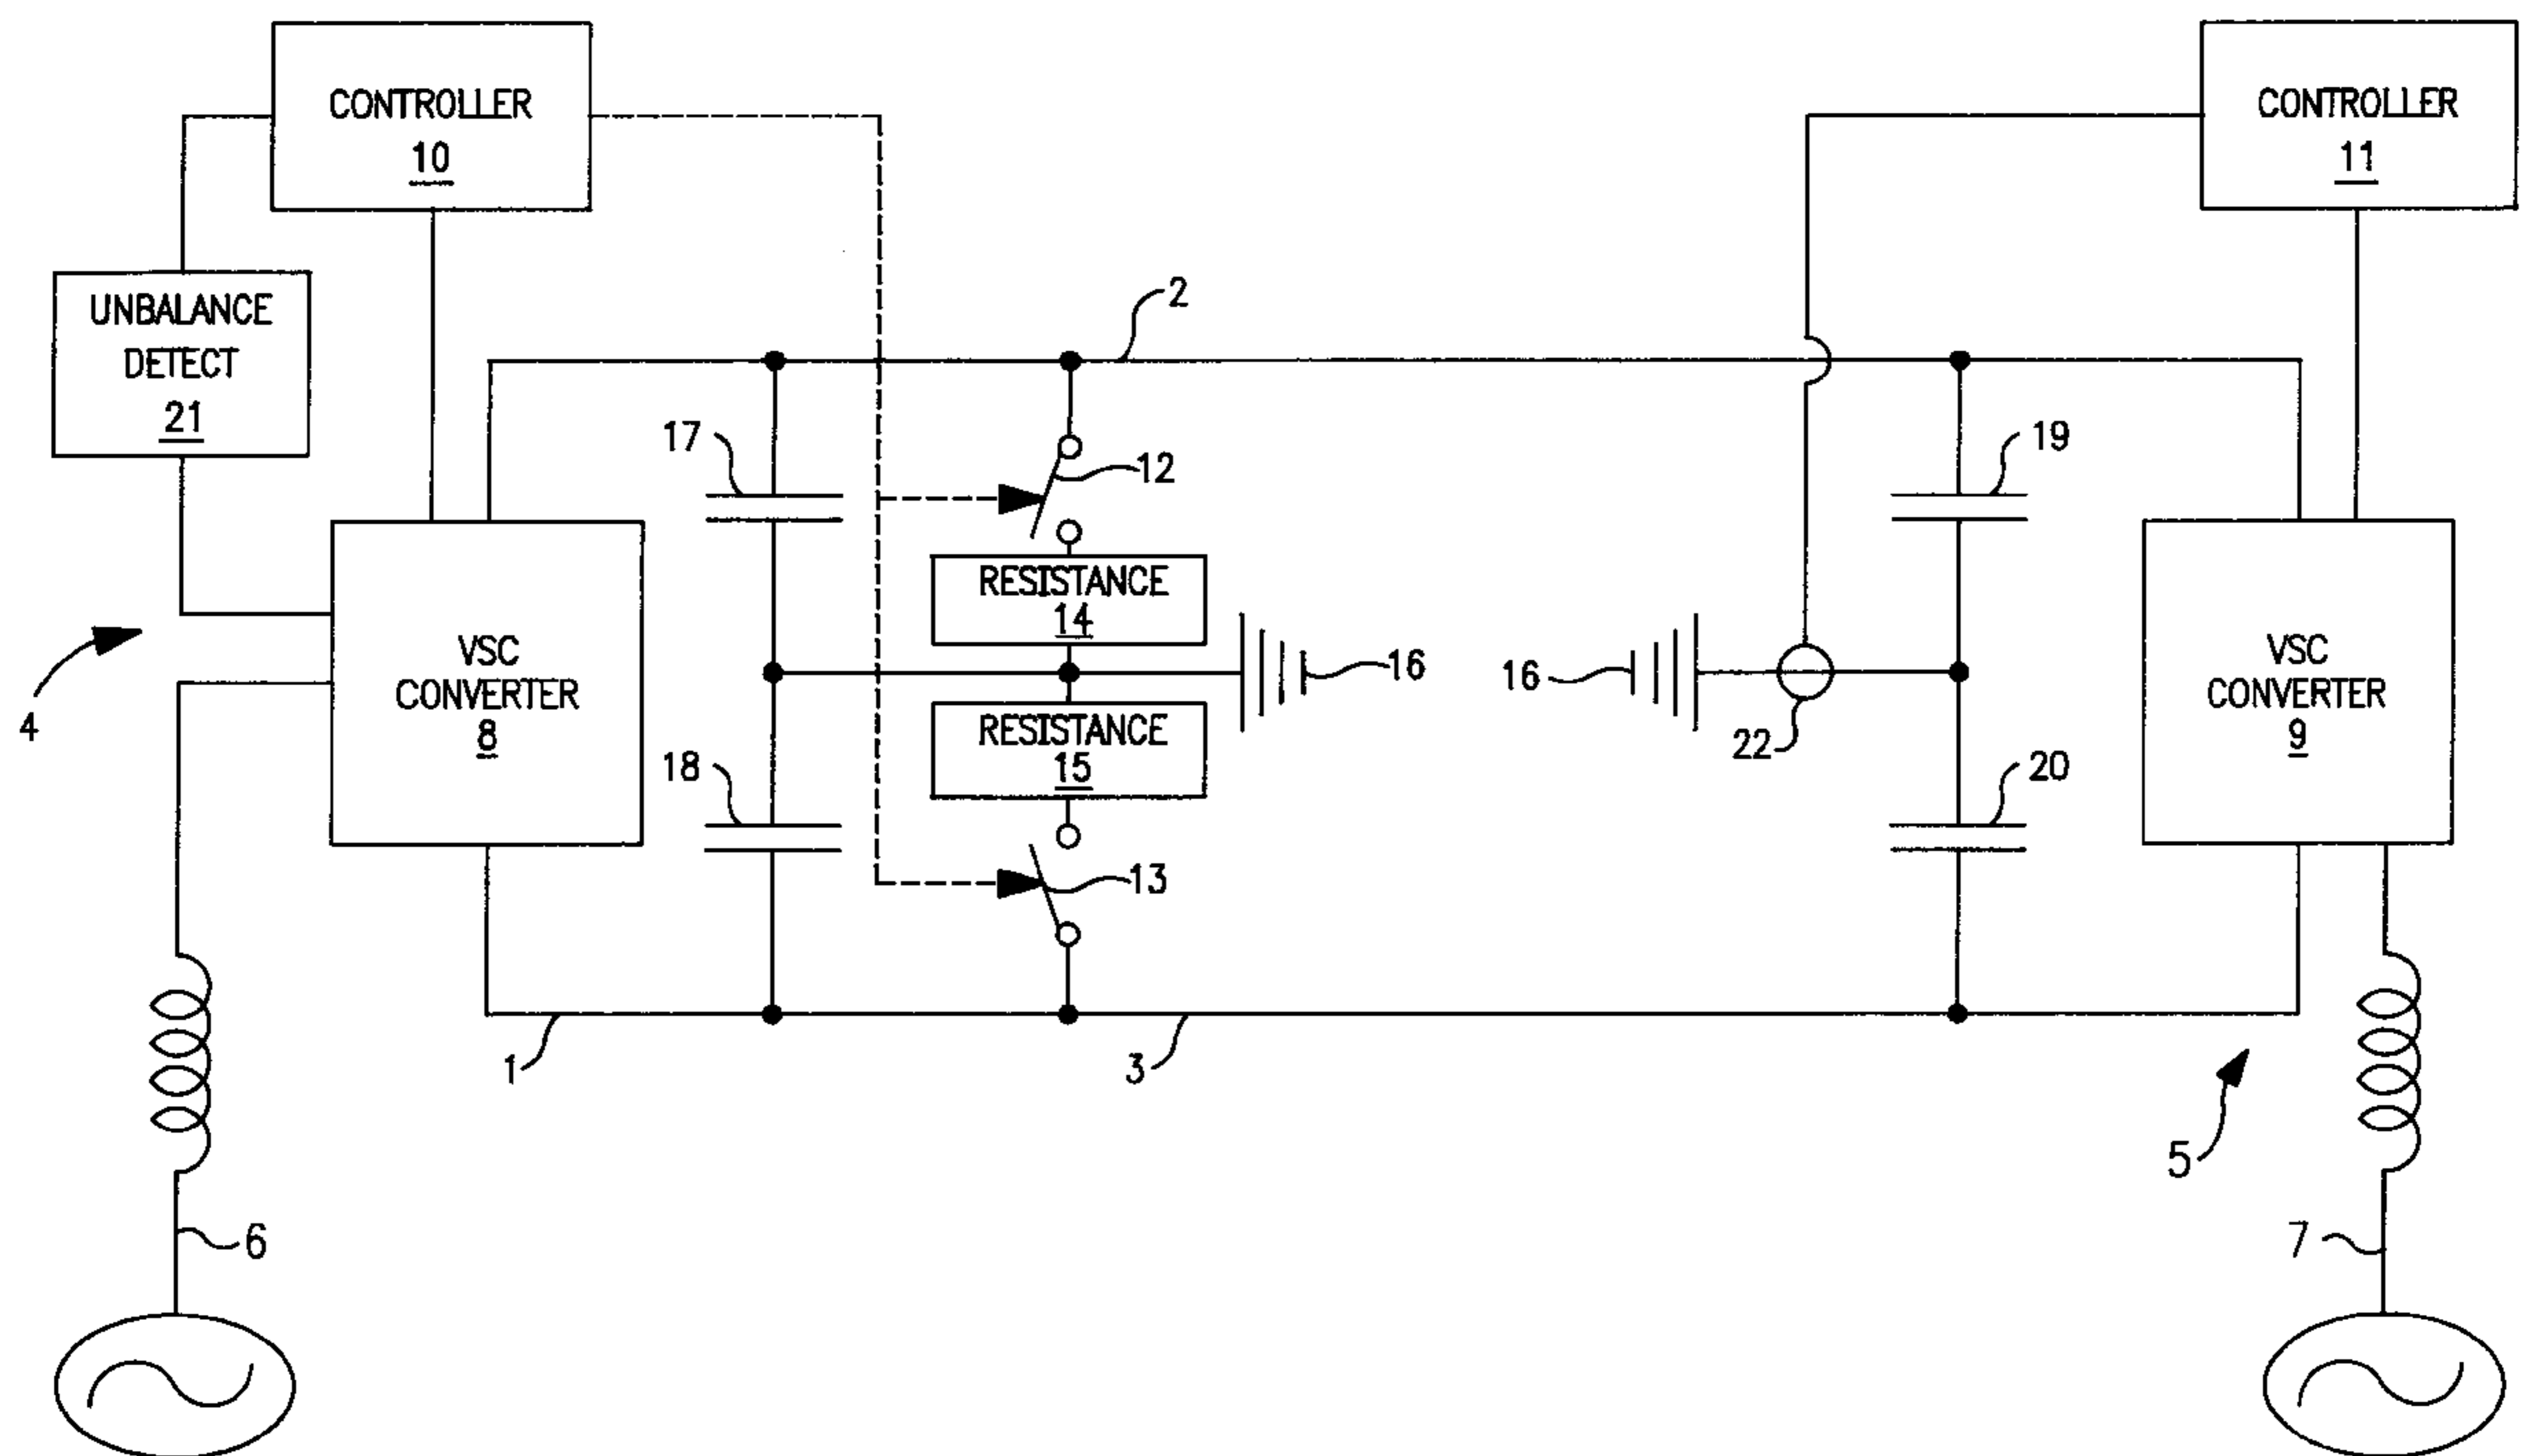 CONTROLLER
10
CONTROLLER
11
UNBALANCE
DETECT
21
2
17
12
19
RESISTANCE
14
VSC
CONVERTER
8
4
16
16
22
VSC
CONVERTER
9
RESISTANCE
15
18
13
20
1
3
5
6
7